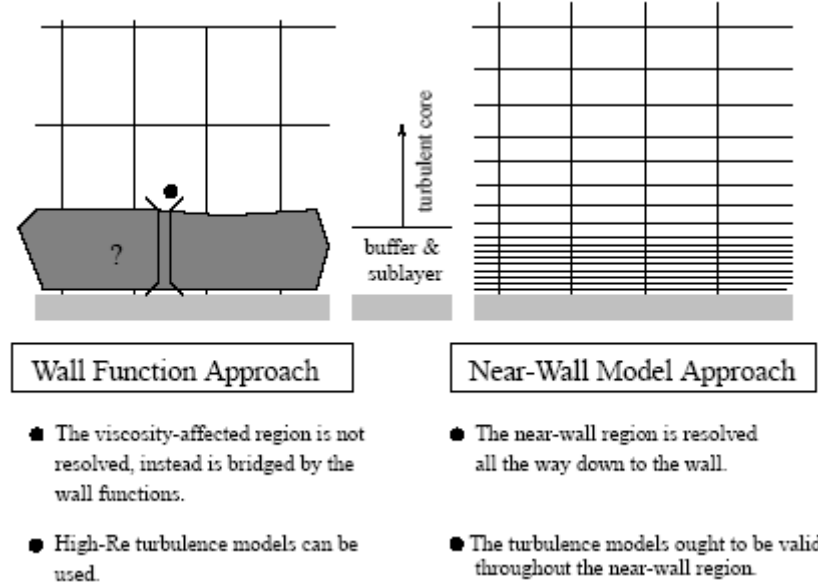 ?
turbulent core
buffer &
sublayer
Wall Function Approach
The viscosity-affected region is not
resolved, instead is bridged by the
wall functions.
High-Re turbulence models can be
used.
Near-Wall Model Approach
The near-wall region is resolved
all the way down to the wall.
The turbulence models ought to be valid
throughout the near-wall region.